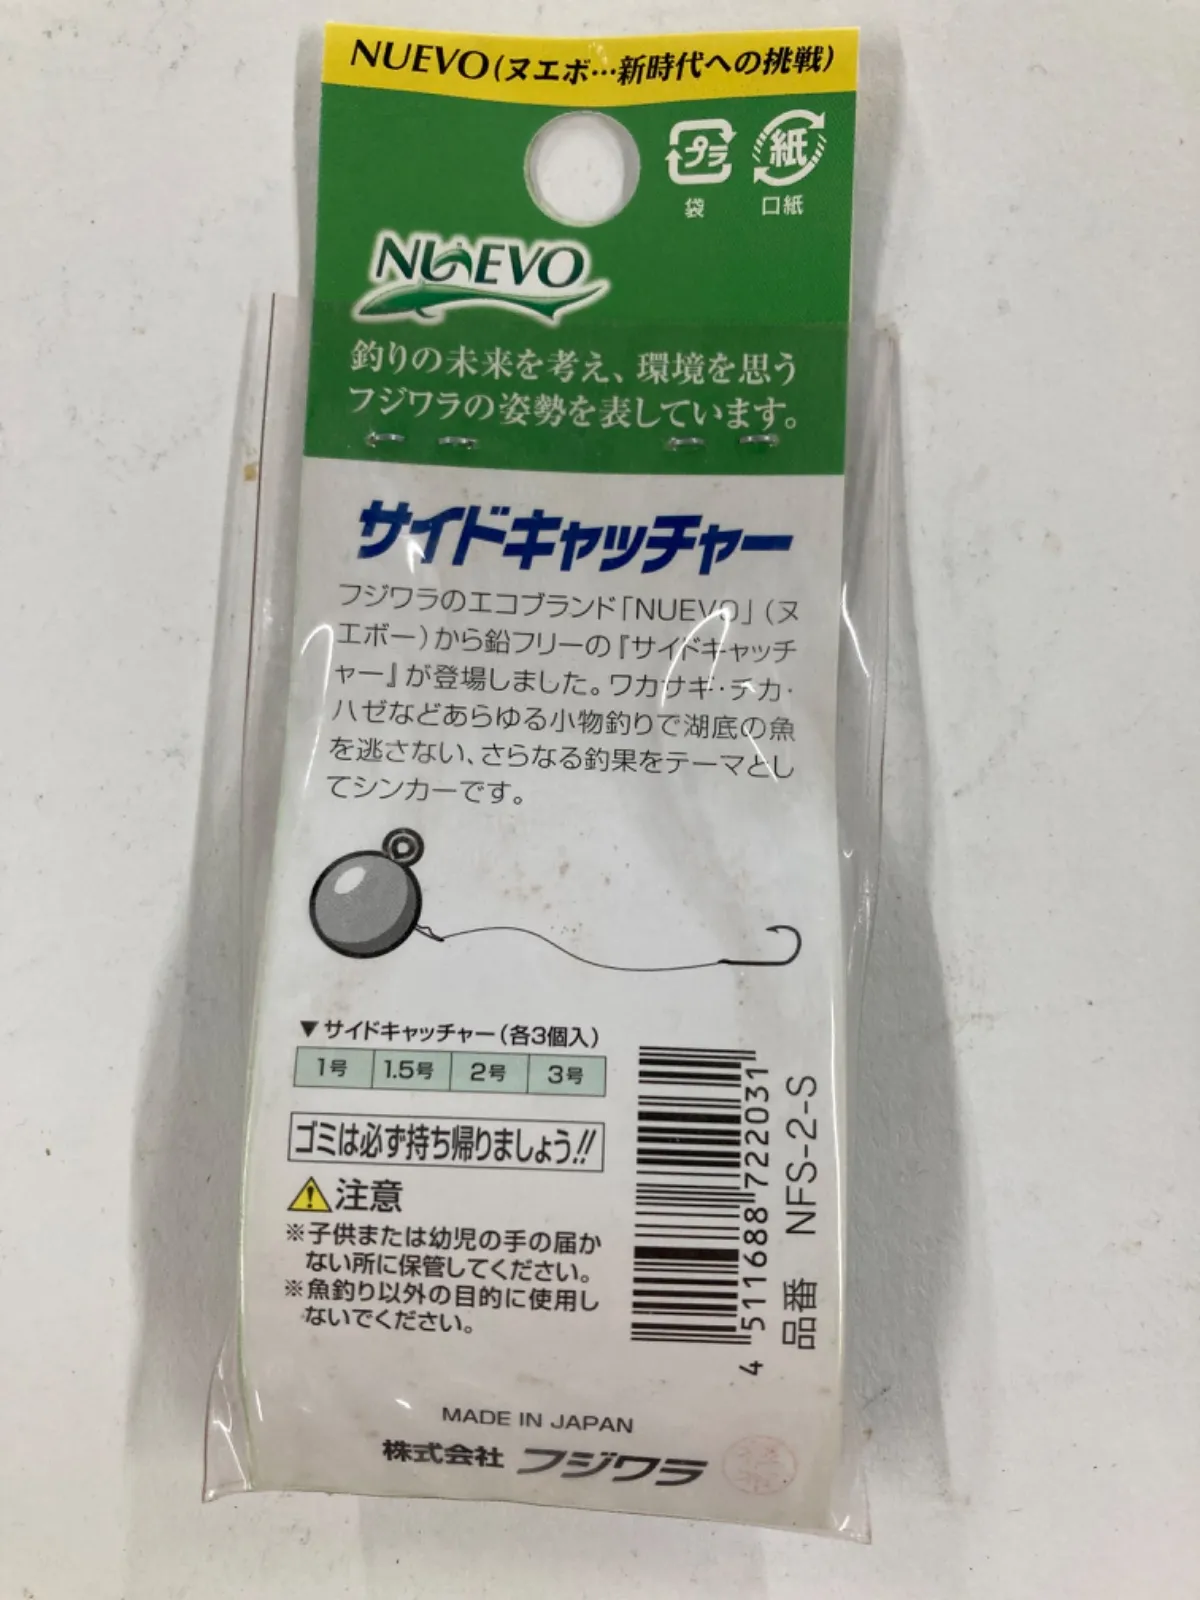 NUEVO(ヌエボ…新時代への挑戦)
プラ
紙
袋
口紙
NUEVO
釣りの未来を考え、環境を思う
フジワラの姿勢を表しています。
サイドキャッチャー
フジワラのエコブランド「NUEVO」(ヌ
エボー)から鉛フリーの『サイドキャッチ
ャー』が登場しました。ワカサギ・チカ・
ハゼなどあらゆる小物釣りで湖底の魚
を逃さない、さらなる釣果をテーマとし
てシンカーです。
▼サイドキャッチャー(各3個入)
1号 1.5号 2号 3号
ゴミは必ず持ち帰りましょう!!
注意
※子供または幼児の手の届か
ない所に保管してください。
※魚釣り以外の目的に使用し
ないでください。
4 511688 722031
品番 NFS-2-S
MADE IN JAPAN
株式会社 フジワラ